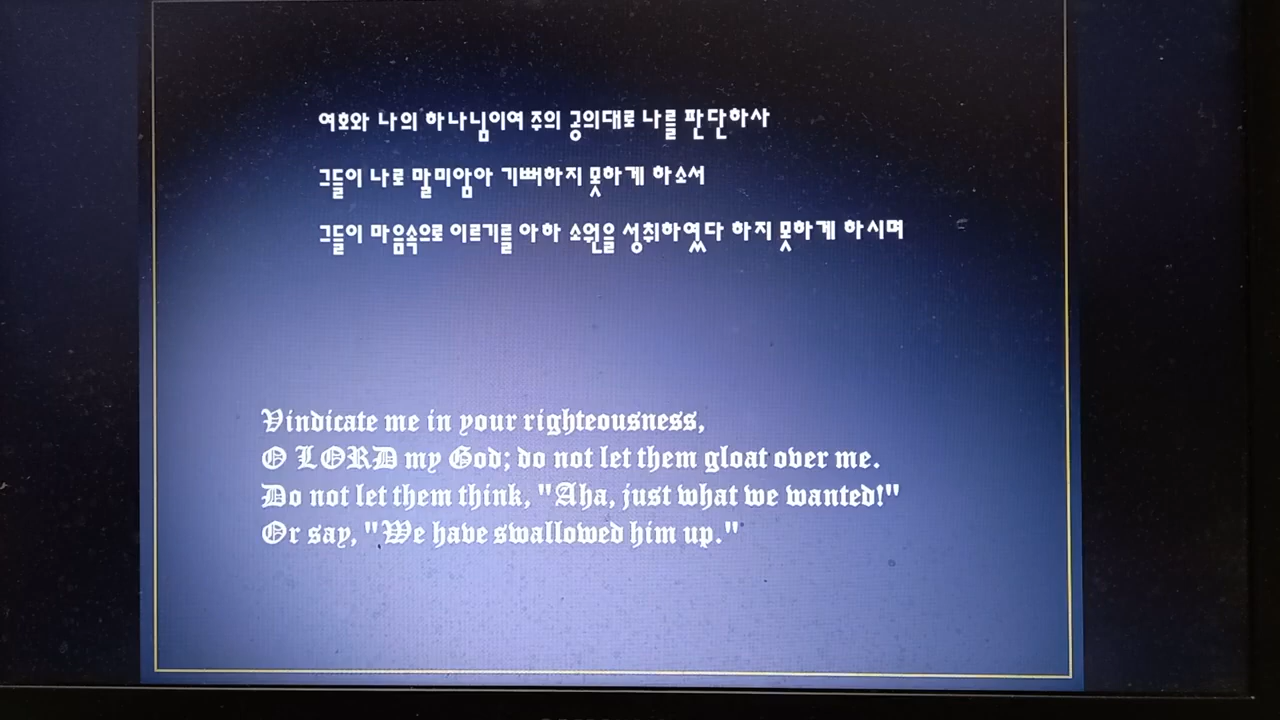 여호와 나의 하나님이여 주의 공의대로 나를 판단하사
그들이 나로 말미암아 기뻐하지 못하게 하소서
그들이 마음속으로 이르기를 아하 소원을 성취하였다 하지 못하게 하시며
Vindicate me in your righteousness,
O LORD my God; do not let them gloat over me.
Do not let them think, "Aha, just what we wanted!"
Or say, "We have swallowed him up."